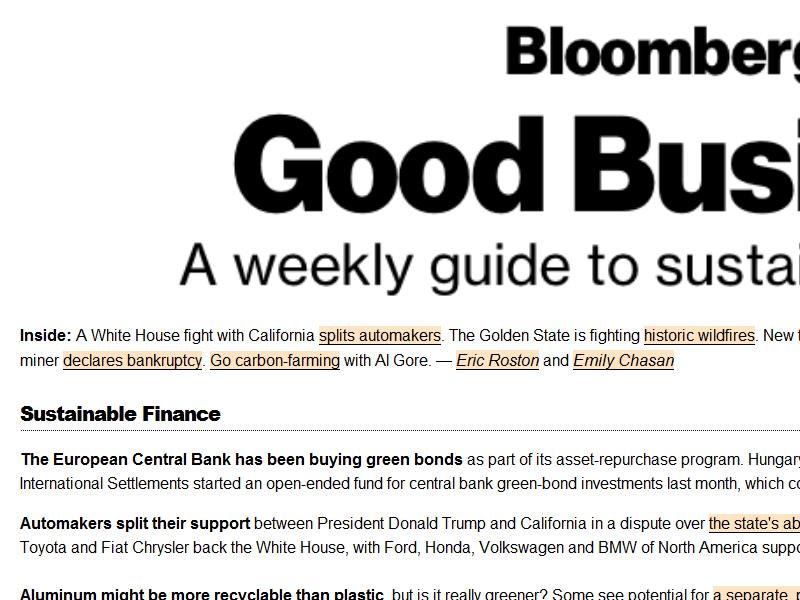 Bloomberg
Good Busi
A weekly guide to sustai
Inside: A White House fight with California splits automakers. The Golden State is fighting historic wildfires. New
miner declares bankruptcy. Go carbon-farming with Al Gore. — Eric Roston and Emily Chasan
Sustainable Finance
The European Central Bank has been buying green bonds as part of its asset-repurchase program. Hungary
International Settlements started an open-ended fund for central bank green-bond investments last month, which co
Automakers split their support between President Donald Trump and California in a dispute over the state's ab
Toyota and Fiat Chrysler back the White House, with Ford, Honda, Volkswagen and BMW of North America suppo
Aluminum might be more recyclable than plastic, but is it really greener? Some see potential for a separate,